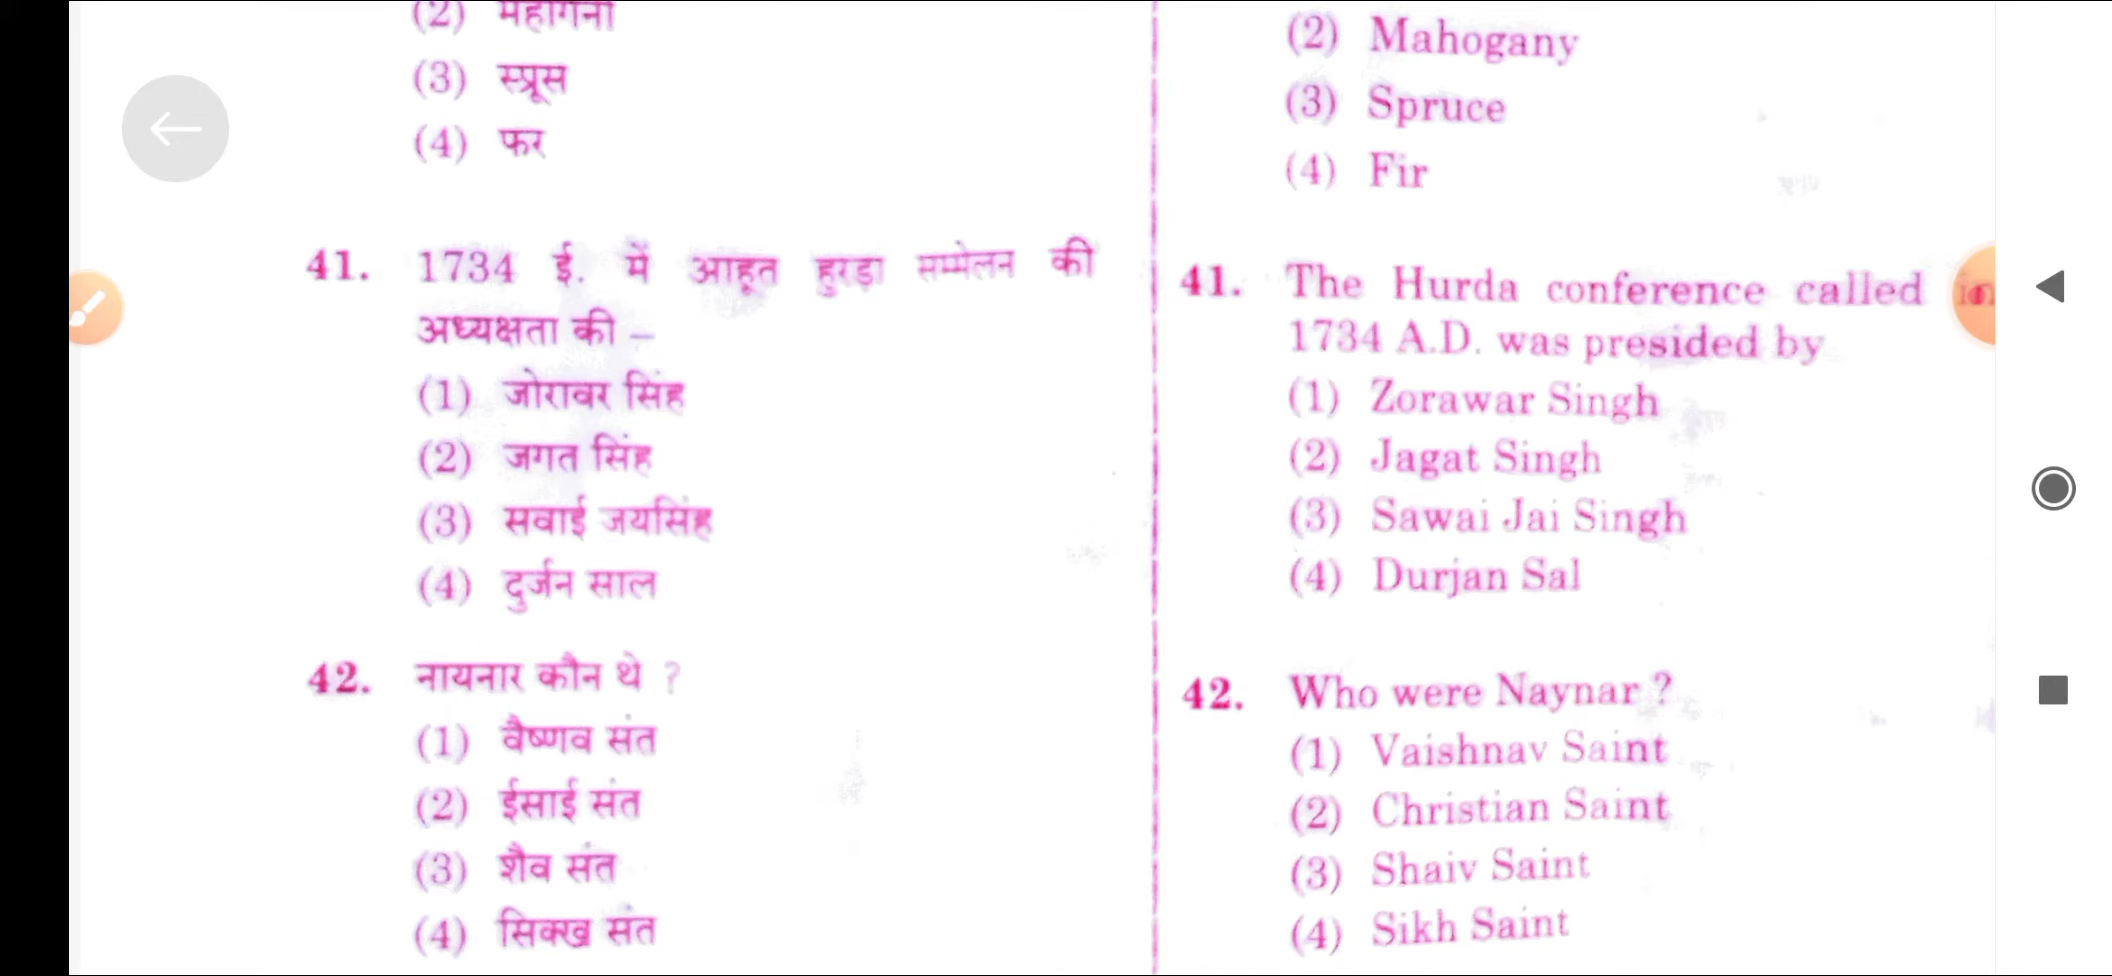 (2) महोगनी
(3) स्प्रूस
(4) फर
41. 1734 ई. में आहूत हुरड़ा सम्मेलन की
अध्यक्षता की –
(1) जोरावर सिंह
(2) जगत सिंह
(3) सवाई जयसिंह
(4) दुर्जन साल
42. नायनार कौन थे ?
(1) वैष्णव संत
(2) ईसाई संत
(3) शैव संत
(4) सिक्ख संत
(2) Mahogany
(3) Spruce
(4) Fir
41. The Hurda conference called in
1734 A.D. was presided by
(1) Zorawar Singh
(2) Jagat Singh
(3) Sawai Jai Singh
(4) Durjan Sal
42. Who were Naynar ?
(1) Vaishnav Saint
(2) Christian Saint
(3) Shaiv Saint
(4) Sikh Saint